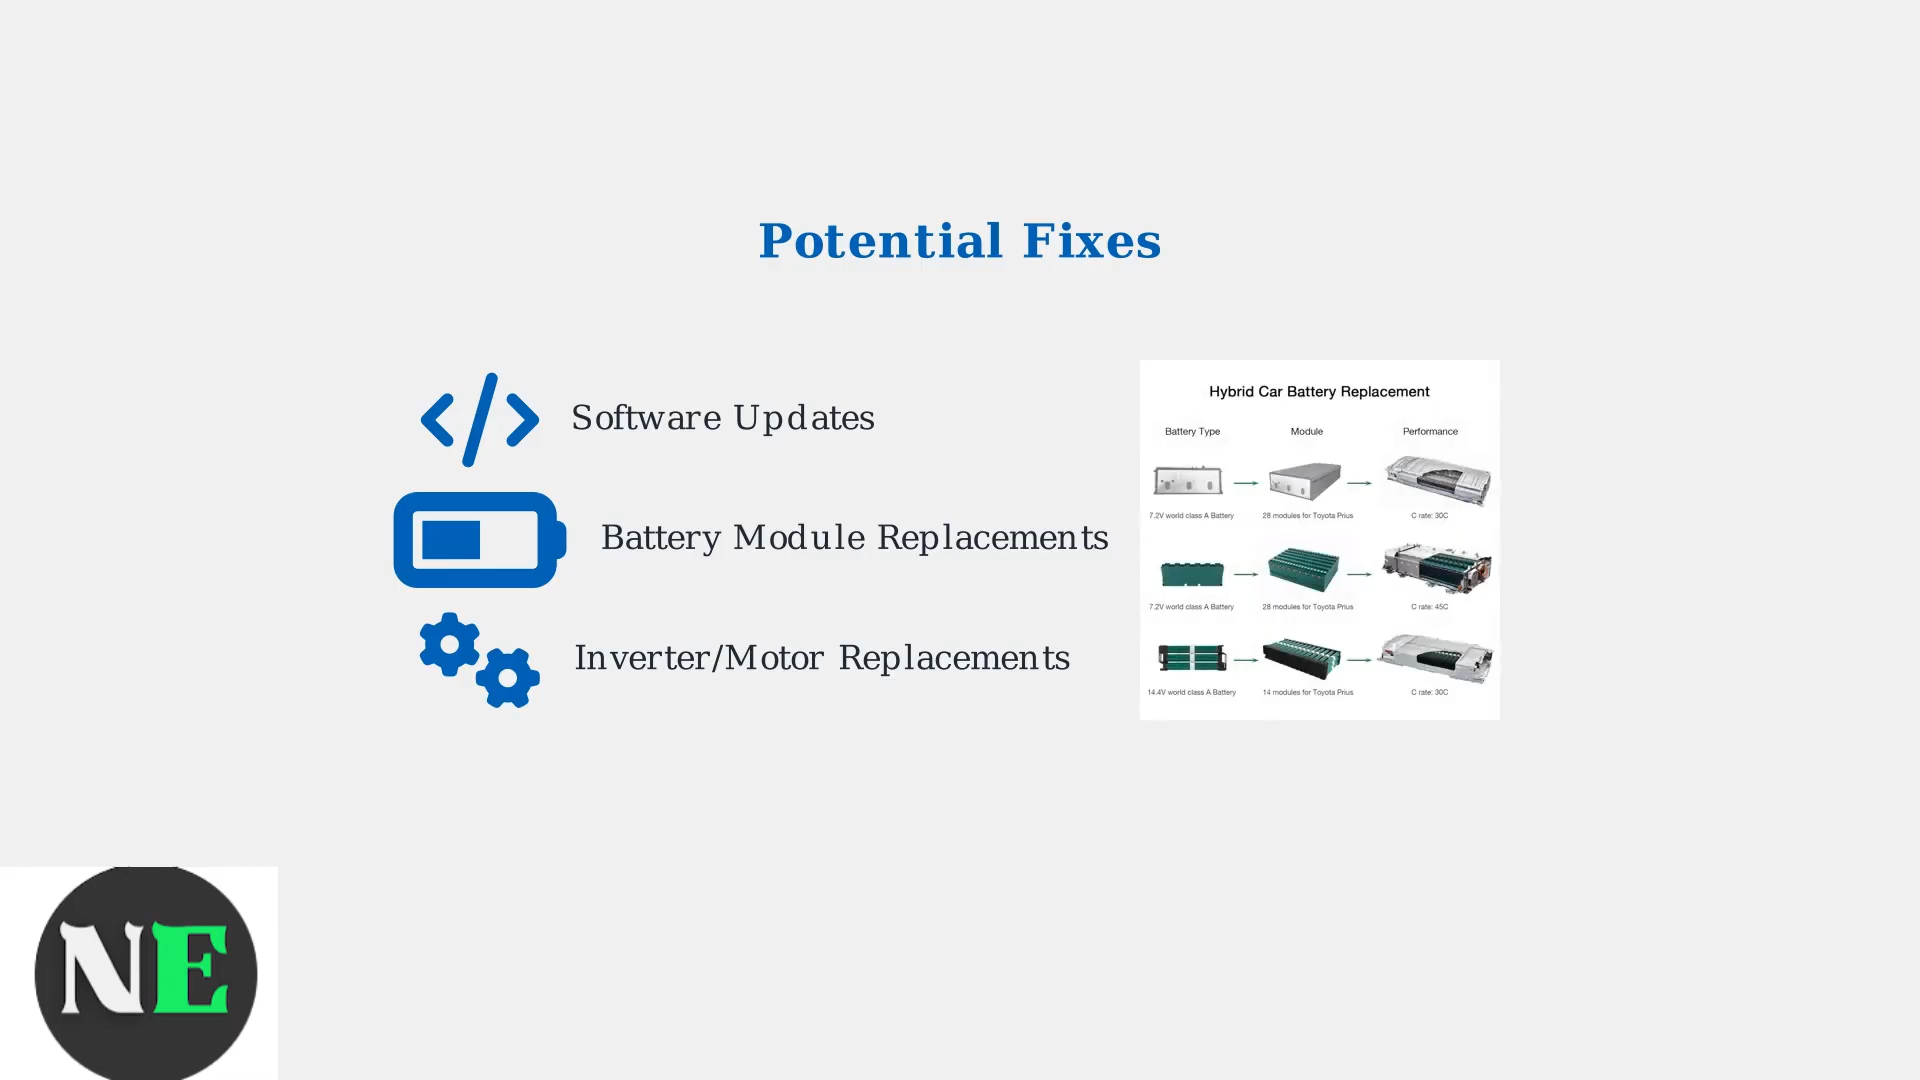 Potential Fixes
Software Updates
Battery Module Replacements
Inverter/Motor Replacements
Hybrid Car Battery Replacement
Battery Type Module Performance
7.2V world class A Battery 28 modules for Toyota Prius C rate: 30C
7.2V world class A Battery 28 modules for Toyota Prius C rate: 45C
14.4V world class A Battery 14 modules for Toyota Prius C rate: 30C
NE